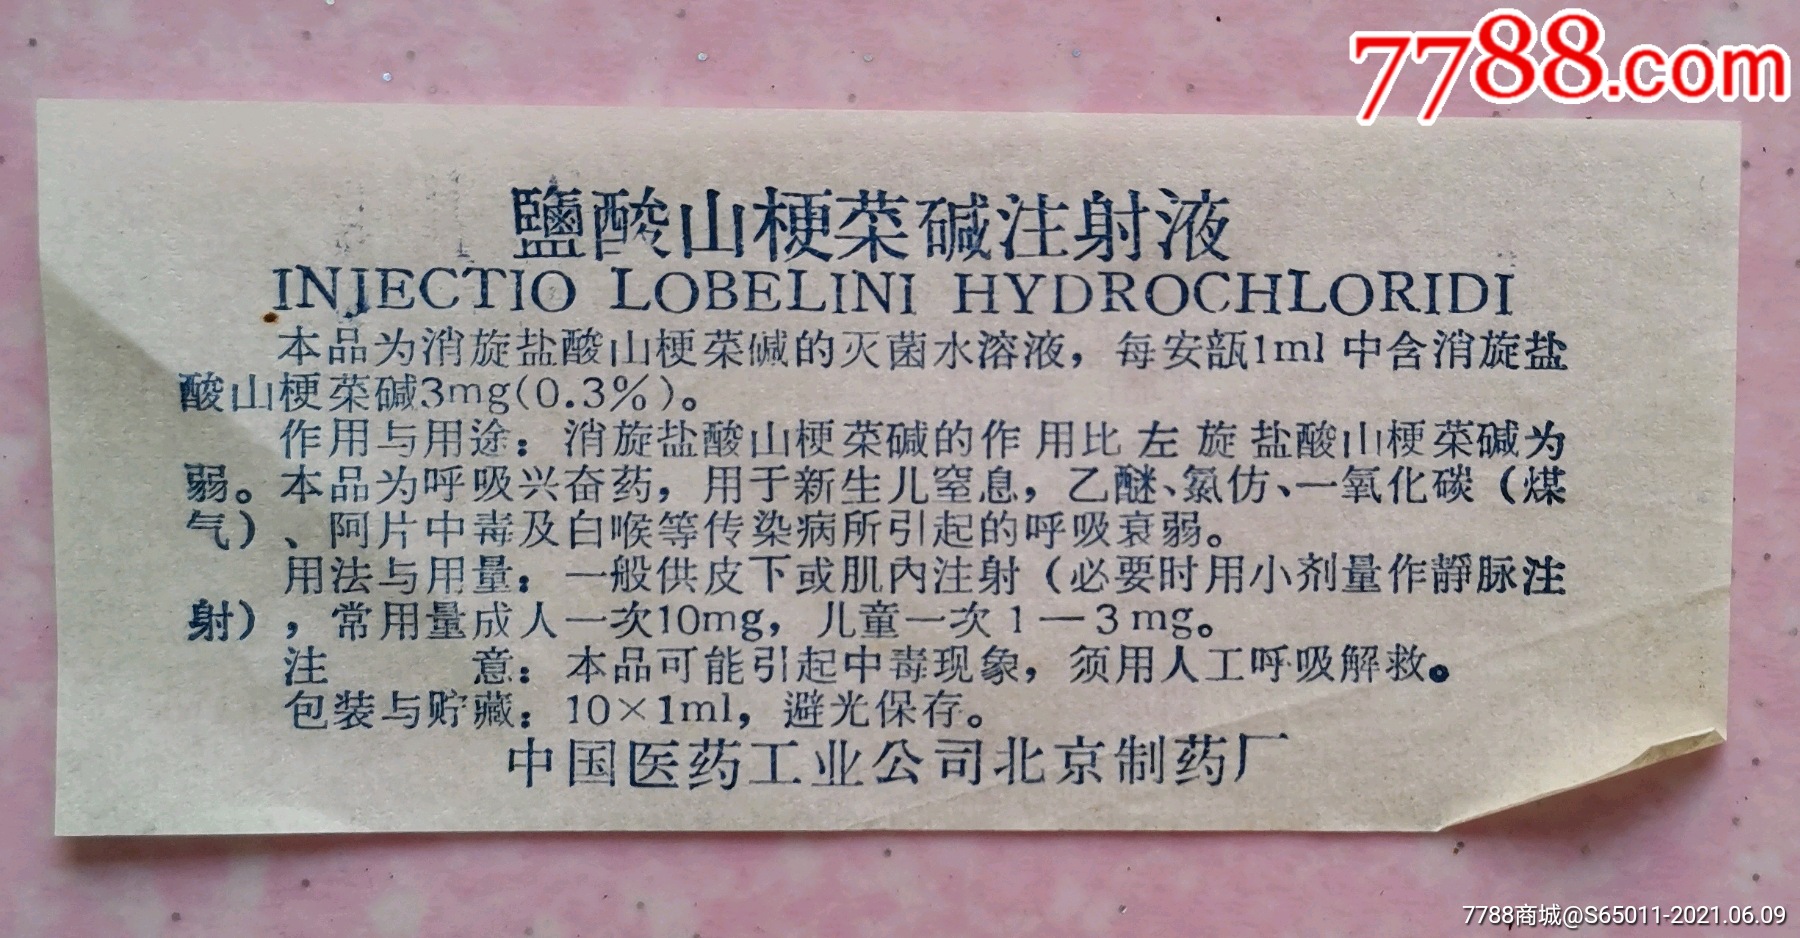 7788.com
鹽酸山梗菜碱注射液
INJECTIO LOBELINI HYDROCHLORIDI
本品为消旋盐酸山梗菜碱的灭菌水溶液，每安瓿1ml中含消旋盐
酸山梗菜碱3mg(0.3%)。
作用与用途：消旋盐酸山梗菜碱的作用比左旋盐酸山梗菜碱为
弱。本品为呼吸兴奋药，用于新生儿窒息，乙醚、氯仿、一氧化碳（煤
气）、阿片中毒及白喉等传染病所引起的呼吸衰弱。
用法与用量：一般供皮下或肌内注射（必要时用小剂量作静脉注
射），常用量成人一次10mg，儿童一次1—3mg。
注 意：本品可能引起中毒现象，须用人工呼吸解救。
包装与贮藏：10×1ml，避光保存。
中国医药工业公司北京制药厂
7788商城@S65011-2021.06.09